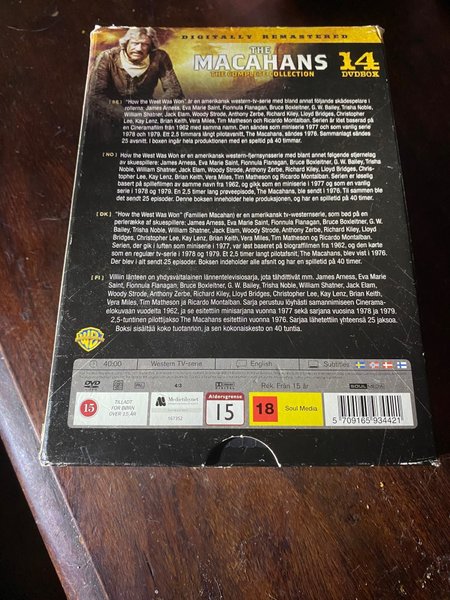 DIGITALLY REMASTERED
THE
MACAHANS
THE COMPLETE COLLECTION
14
DVDBOX
[SE] "How the West Was Won" är en amerikansk western-tv-serie med bland annat följande skådespelare i
rollerna: James Arness, Eva Marie Saint, Fionnula Flanagan, Bruce Boxleitner, G. W. Bailey, Trisha Noble,
William Shatner, Jack Elam, Woody Strode, Anthony Zerbe, Richard Kiley, Lloyd Bridges, Christopher
Lee, Kay Lenz, Brian Keith, Vera Miles, Tim Matheson och Ricardo Montalban. Serien är löst baserad på
en Cineramafilm från 1962 med samma namn. Den sändes som miniserie 1977 och som vanlig serie
1978 och 1979. Ett 2,5 timmars långt pilotavsnitt, The Macahans, sändes 1976. Sammanlagt sändes
25 avsnitt. I boxen ingår hela produktionen med en speltid på 40 timmar.
[NO] How the West Was Won er en amerikansk western-fjernsynsserie med blant annet følgende stjernelag
av skuespillere: James Arness, Eva Marie Saint, Fionnula Flanagan, Bruce Boxleitner, G. W. Bailey, Trisha
Noble, William Shatner, Jack Elam, Woody Strode, Anthony Zerbe, Richard Kiley, Lloyd Bridges, Christopher
Lee, Kay Lenz, Brian Keith, Vera Miles, Tim Matheson og Ricardo Montalban. Serien er løselig
basert på spillefilmen av samme navn fra 1962, og gikk som en miniserie i 1977 og som en vanlig
serie i 1978 og 1979. En 2,5 timer lang prveepisode, The Macahans, ble sendt i 1976. Til sammen ble
det sendt 25 episoder. Denne boksen inneholder hele produksjonen, og en spilletid på 40 timer.
[DK] "How the West Was Won" (Familien Macahan) er en amerikansk tv-westernserie, som bød på en
perlerække af skuespillere: James Arness, Eva Marie Saint, Fionnula Flanagan, Bruce Boxleitner, G. W.
Bailey, Trisha Noble, William Shatner, Jack Elam, Woody Strode, Anthony Zerbe, Richard Kiley, Lloyd
Bridges, Christopher Lee, Kay Lenz, Brian Keith, Vera Miles, Tim Matheson og Ricardo Montalban.
Serien, der gik i luften som miniserie i 1977, var løst baseret på biograffilmen fra 1962, og den kørte
som en regulær tv-serie i 1978 og 1979. Et 2,5 timer langt pilotafsnit, The Macahans, blev vist i 1976.
Der blev i alt sendt 25 episoder. Boksen indeholder alle afsnit og har en spilletid på 40 timer.
[FI] Villin länteen on yhdysvaltalainen lännentelevisiosarja, jota tähdittivät mm. James Arness, Eva Marie
Saint, Fionnula Flanagan, Bruce Boxleitner, G. W. Bailey, Trisha Noble, William Shatner, Jack Elam,
Woody Strode, Anthony Zerbe, Richard Kiley, Lloyd Bridges, Christopher Lee, Kay Lenz, Brian Keith,
Vera Miles, Tim Matheson ja Ricardo Montalban. Sarja perustuu löyhästi samannimiseen Cinerama-
elokuvaan vuodelta 1962, ja se esitettiin minisarjana vuonna 1977 sekä sarjana vuosina 1978 ja 1979.
2,5-tuntinen pilottijakso The Macahans esitettiin vuonna 1976. Sarjaa lähetettiin yhteensä 25 jaksoa.
Boksi sisältää koko tuotannon, ja sen kokonaiskesto on 40 tuntia.
40:00
Western TV-serie
English
Subtitles
DVD
4:3
Rek. Från 15 år
SOUL MEDIA
15
TILLADT
FOR BØRN
OVER 15 ÅR
Medietilsynet
167352
Aldersgrense
15
18
Soul Media
5 709165 934421